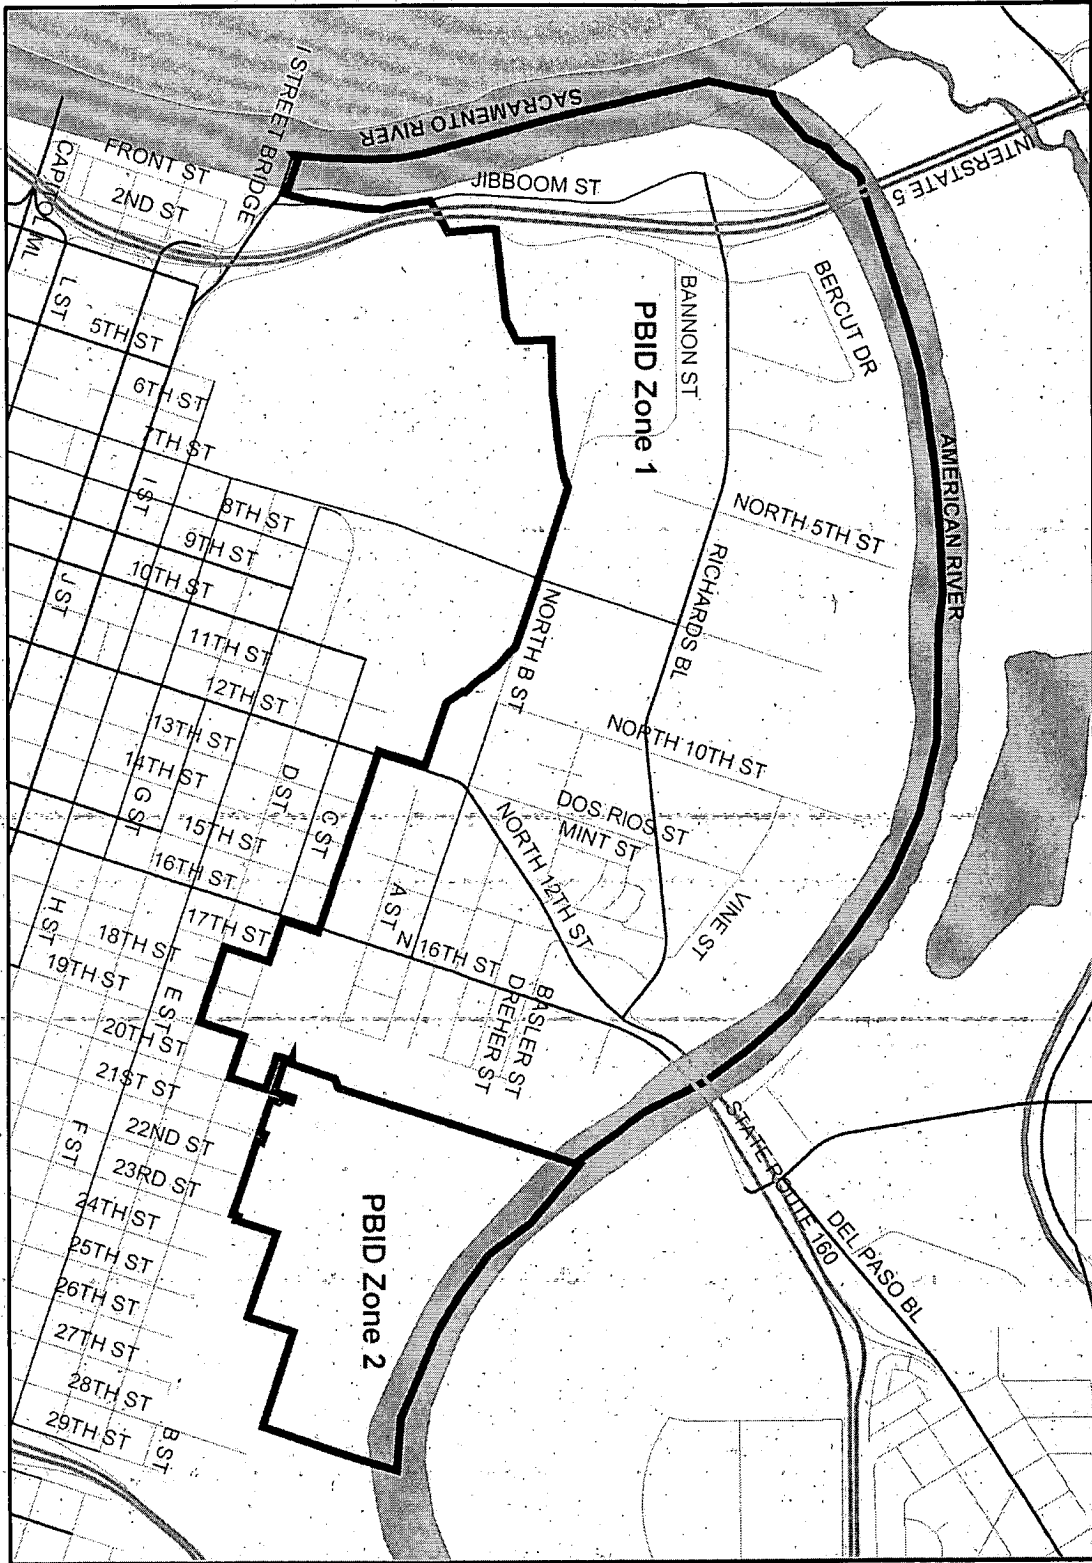 I STREET BRIDGE
SACRAMENTO RIVER
INTERSTATE 5
CAPITOL ML
FRONT ST
2ND ST
JIBBOOM ST
L ST
5TH ST
6TH ST
7TH ST
I ST
8TH ST
9TH ST
10TH ST
J ST
11TH ST
12TH ST
13TH ST
14TH ST
G ST
15TH ST
D ST
C ST
16TH ST
H ST
17TH ST
18TH ST
19TH ST
E ST
20TH ST
21ST ST
F ST
22ND ST
23RD ST
24TH ST
25TH ST
26TH ST
27TH ST
28TH ST
29TH ST
B ST
PBID Zone 1
BANNON ST
BERCUT DR
AMERICAN RIVER
NORTH 5TH ST
RICHARDS BL
NORTH B ST
NORTH 10TH ST
DOS RIOS ST
MINT ST
NORTH 12TH ST
VINE ST
A ST
N 16TH ST
BASLER ST
DREHER ST
PBID Zone 2
STATE ROUTE 160
DEL PASO BL